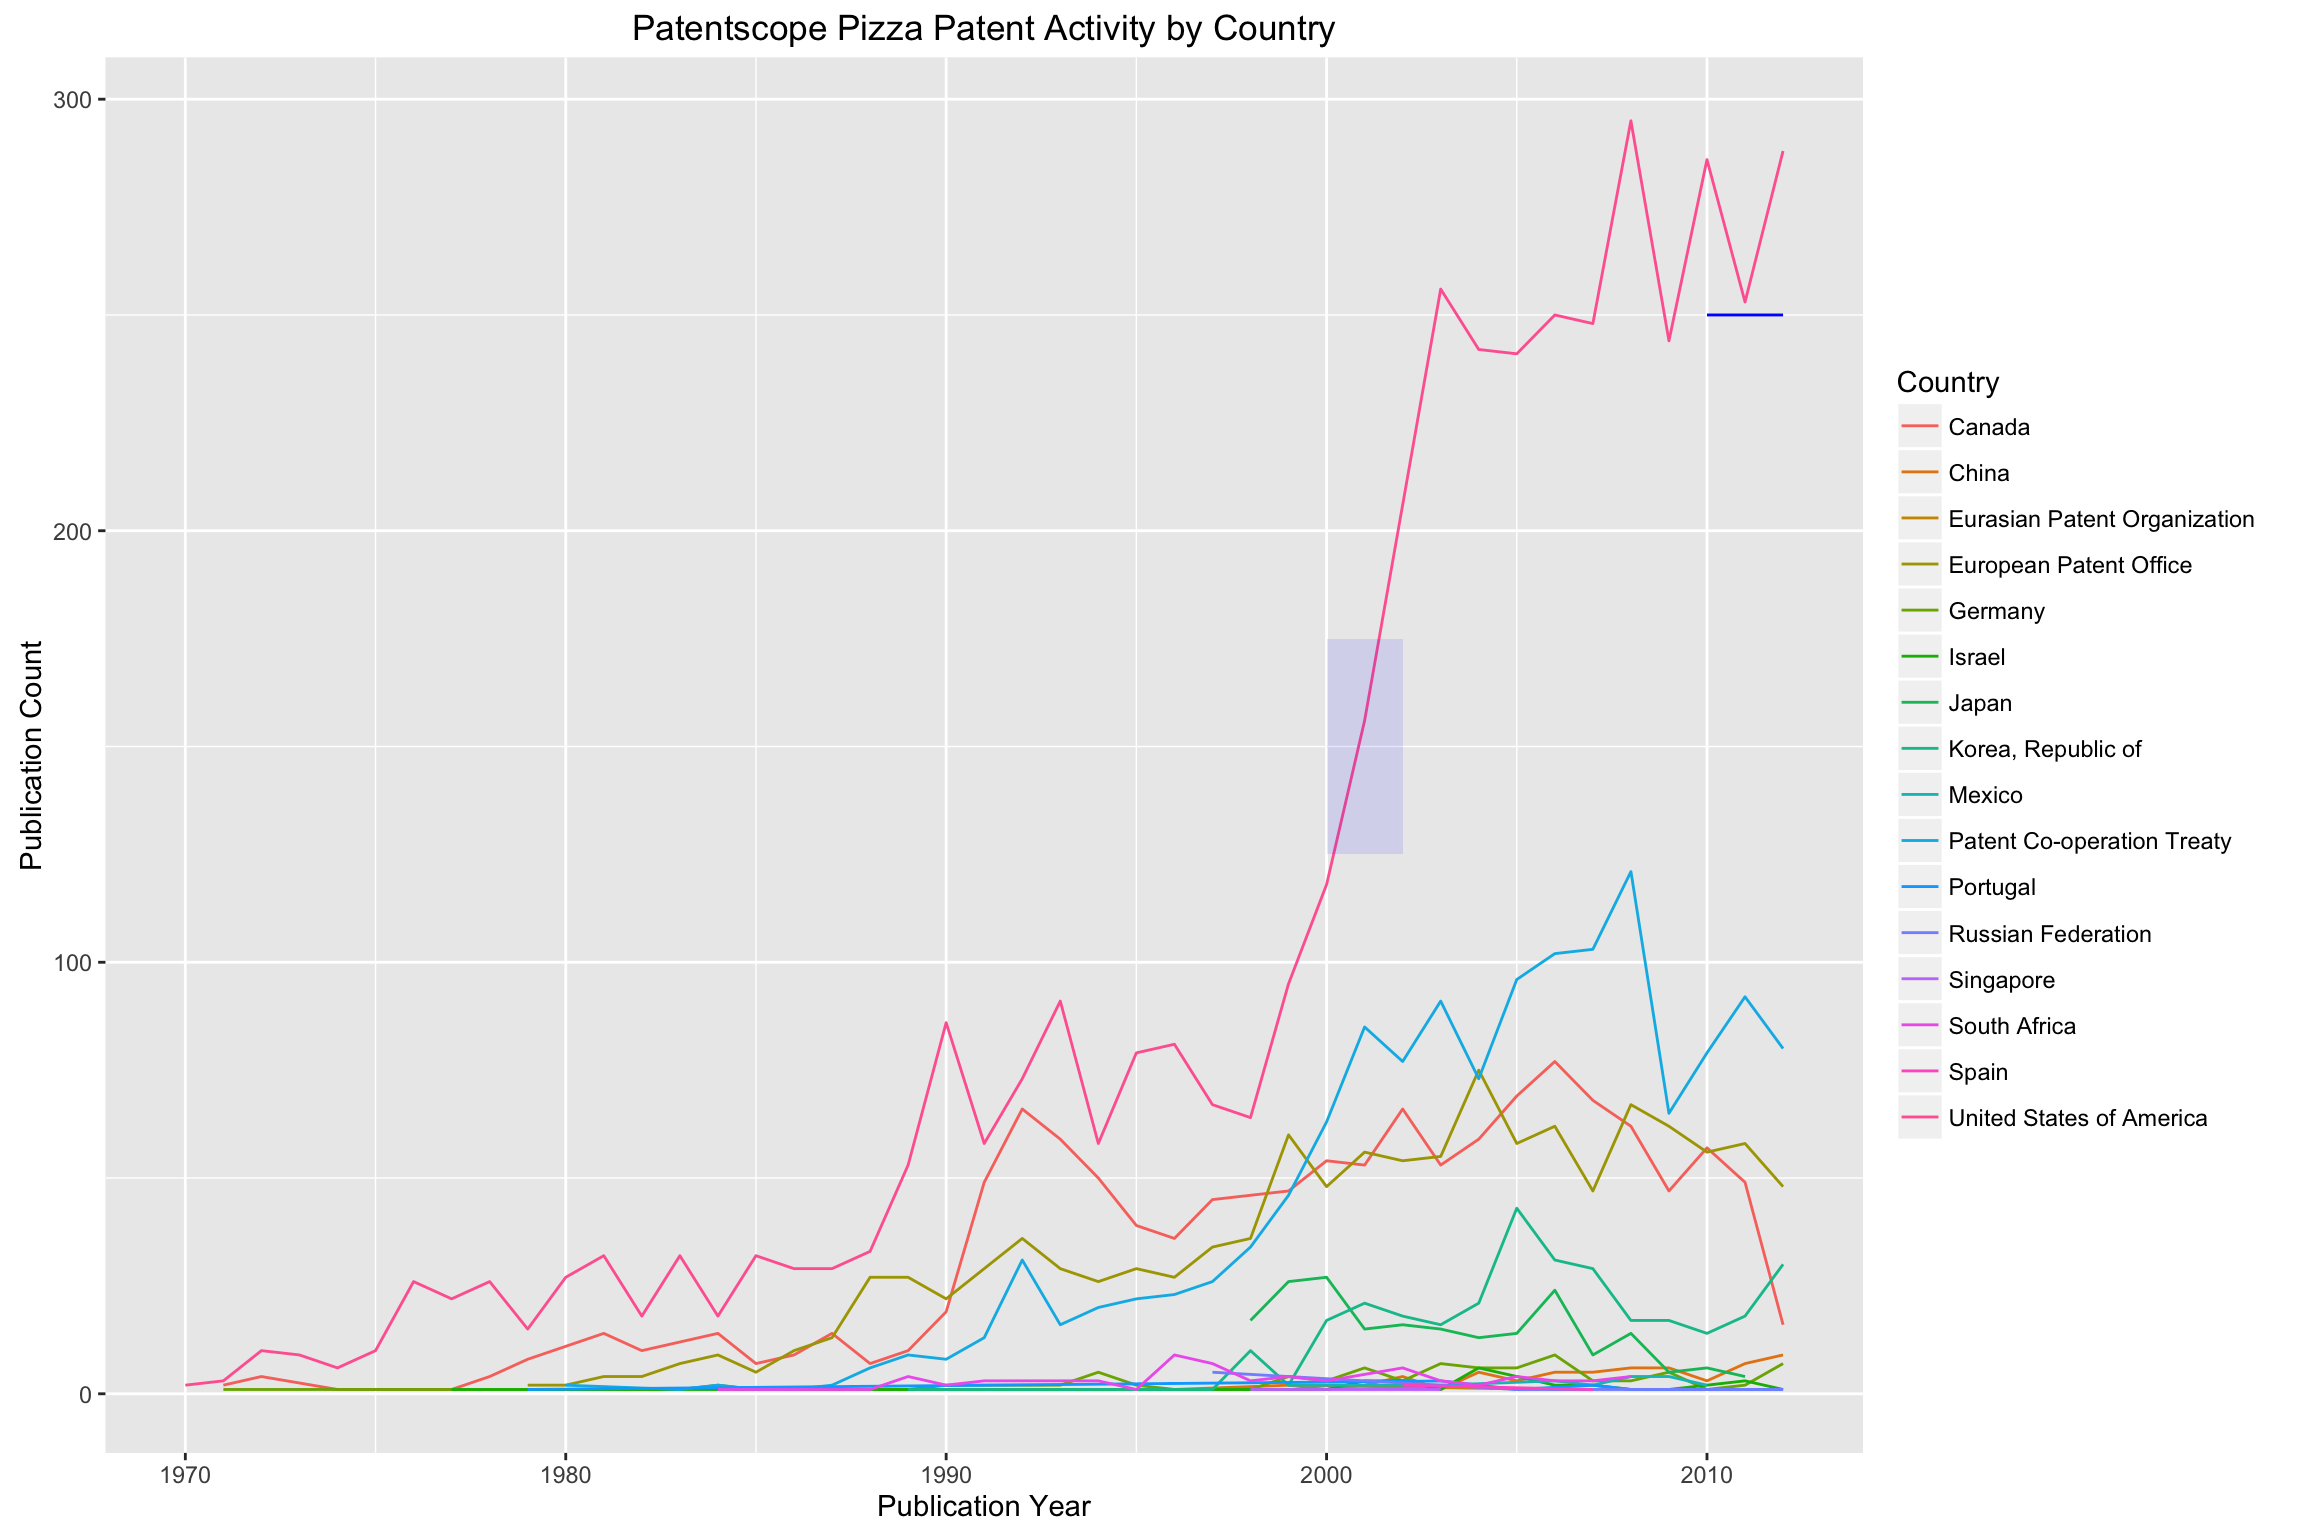 Patentscope Pizza Patent Activity by Country
300
200
100
0
Publication Count
1970
1980
1990
2000
2010
Publication Year
Country
Canada
China
Eurasian Patent Organization
European Patent Office
Germany
Israel
Japan
Korea, Republic of
Mexico
Patent Co-operation Treaty
Portugal
Russian Federation
Singapore
South Africa
Spain
United States of America